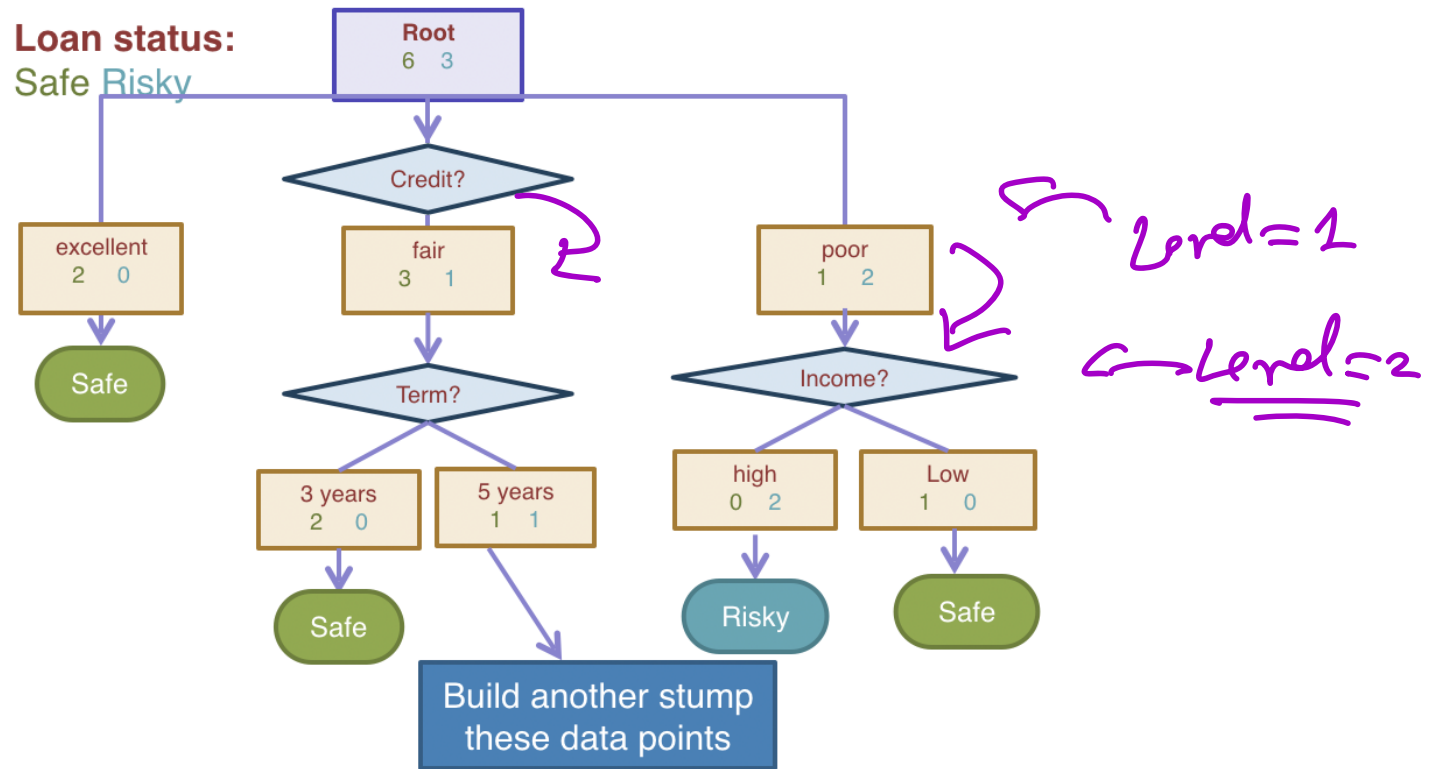 Loan status:
Safe Risky
Root
6 3
Credit?
excellent
2 0
fair
3 1
poor
1 2
Level=1
Level=2
Safe
Term?
Income?
3 years
2 0
5 years
1 1
high
0 2
Low
1 0
Safe
Risky
Safe
Build another stump
these data points